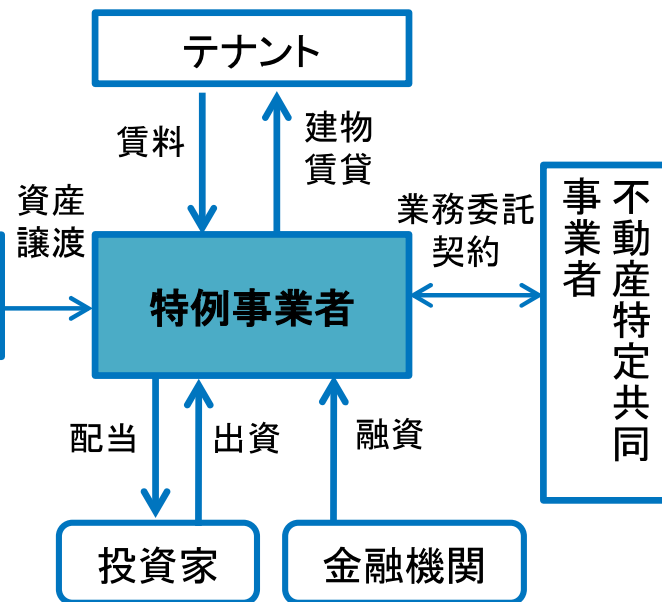 テナント
賃料
建物
賃貸
資産
譲渡
業務委託
契約
不動産特定共同
事業者
特例事業者
配当
出資
融資
投資家
金融機関